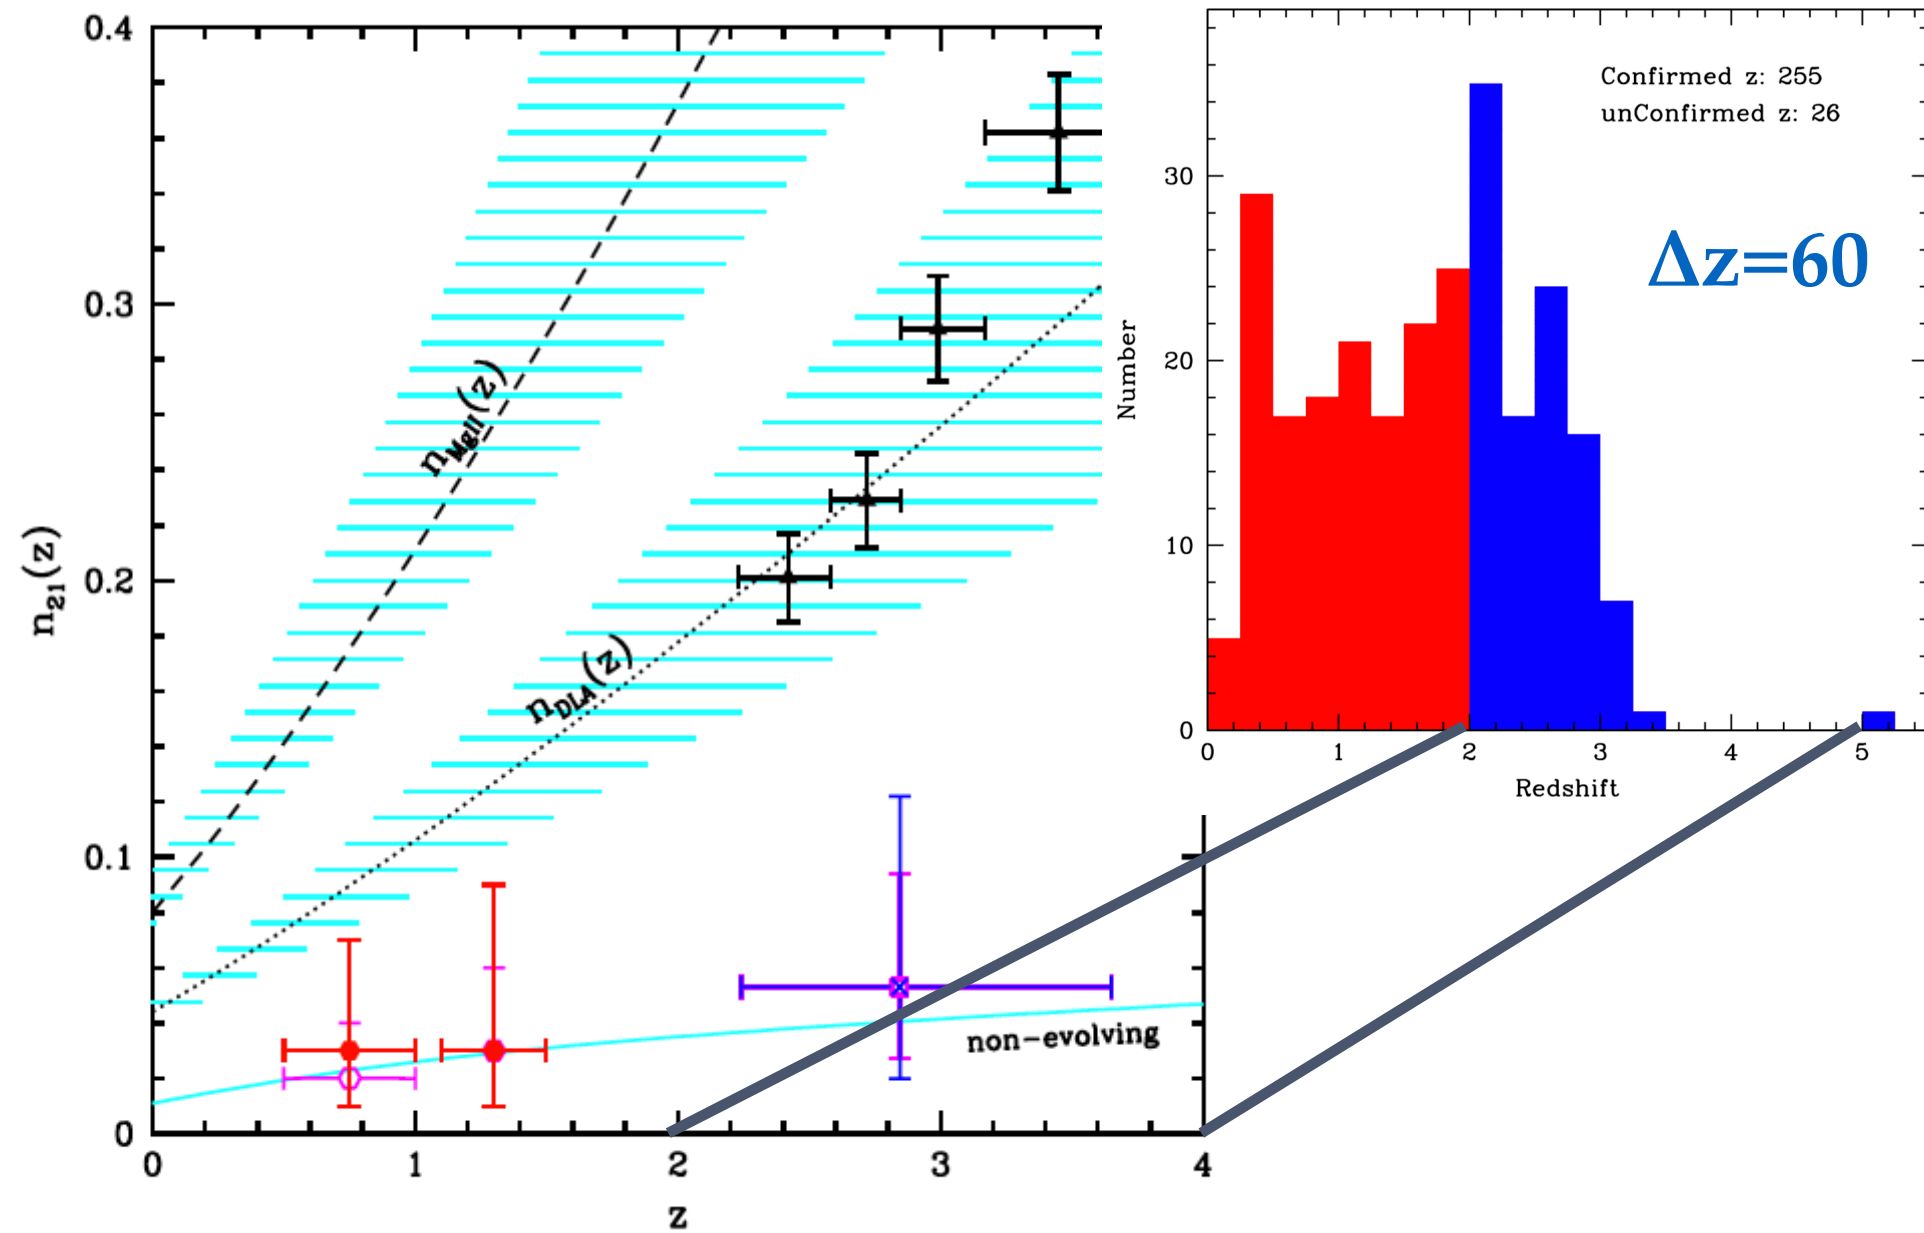 0.4
0.3
0.2
0.1
0
n21(z)
nMgII(z)
nDLA(z)
non-evolving
0 1 2 3 4
z
Confirmed z: 255
unConfirmed z: 26
Δz=60
30
20
10
0
Number
0 1 2 3 4 5
Redshift